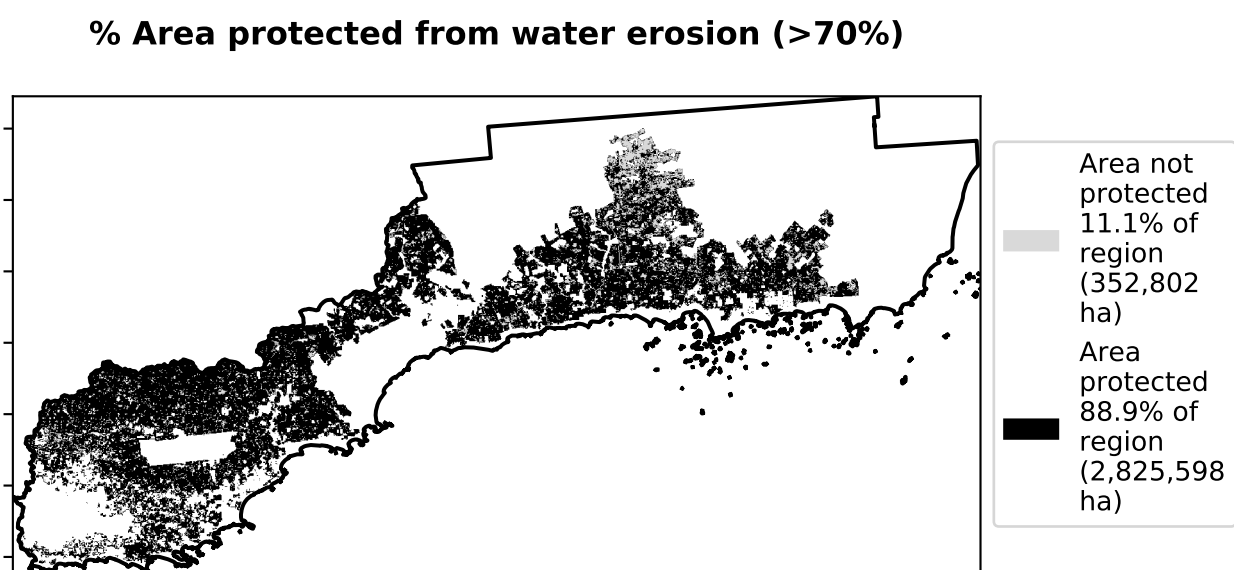 % Area protected from water erosion (>70%)
Area not
protected
11.1% of
region
(352,802
ha)
Area
protected
88.9% of
region
(2,825,598
ha)